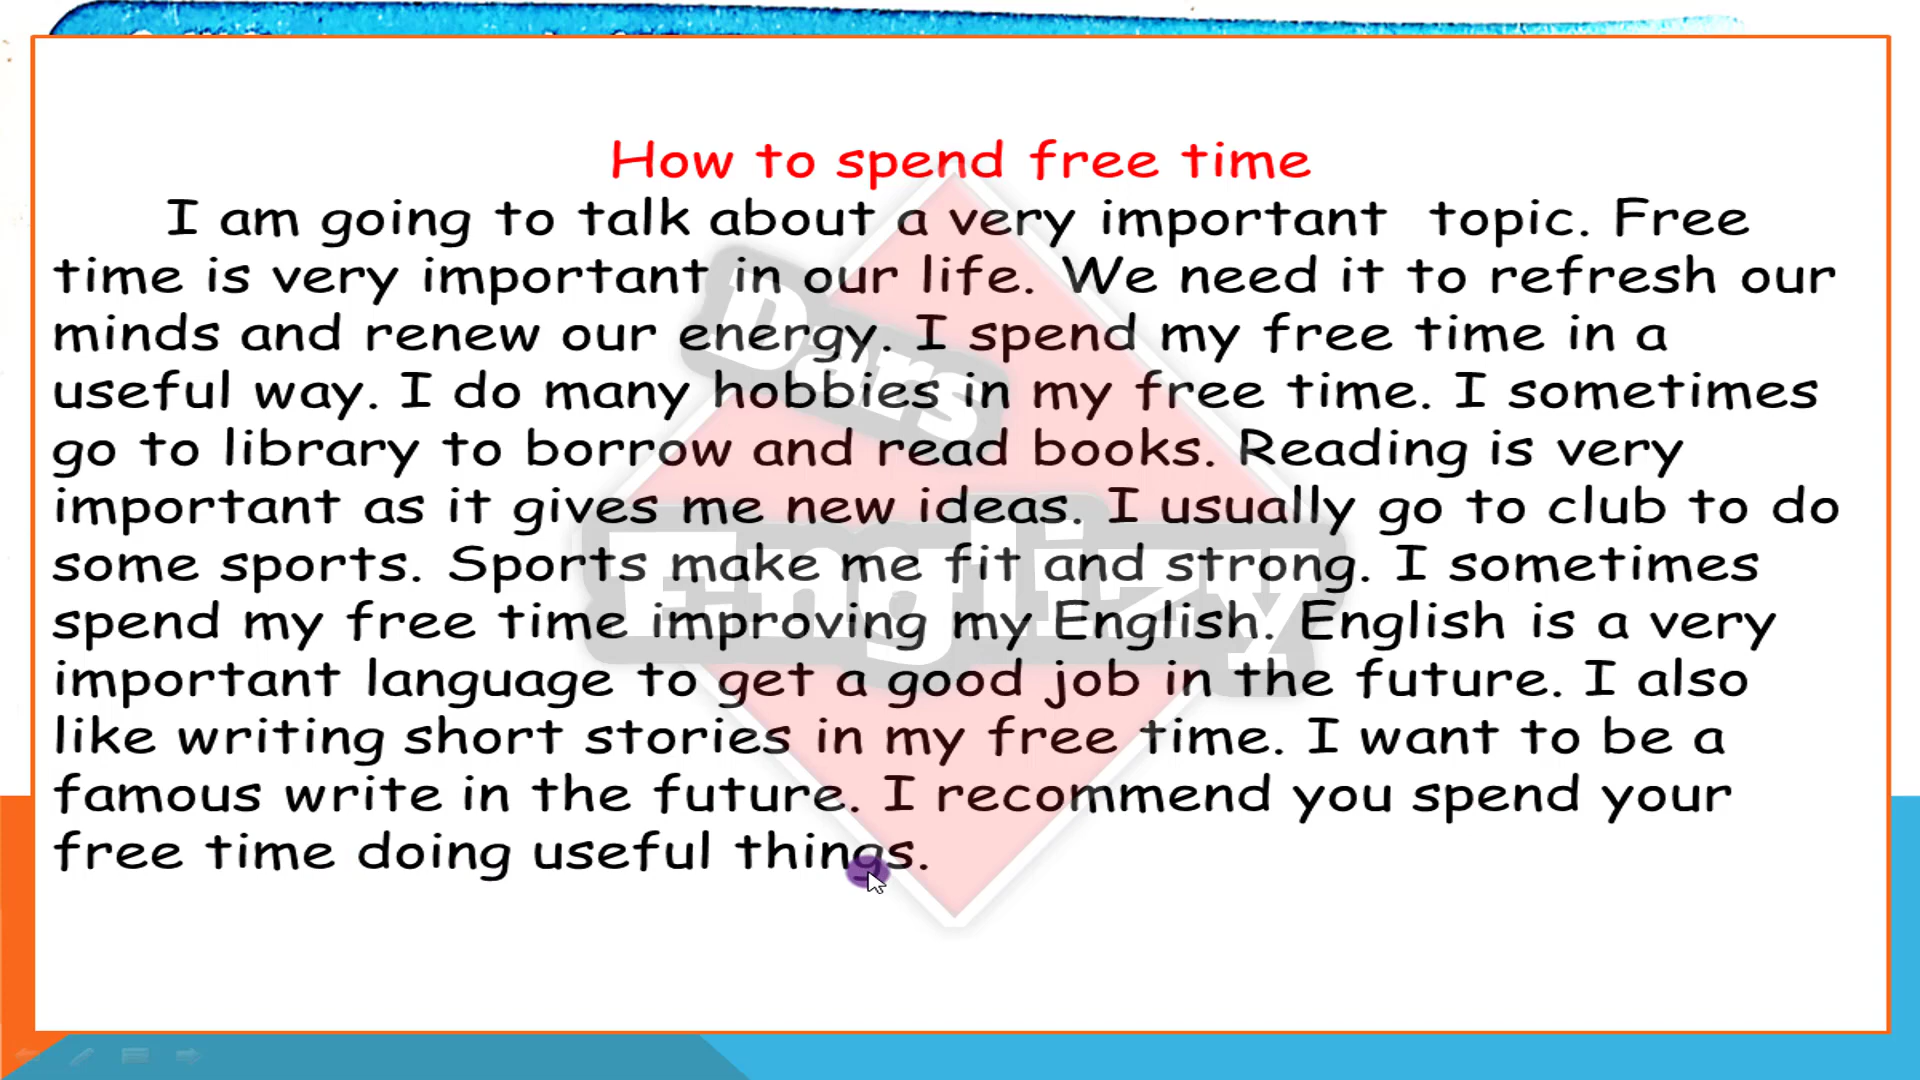 How to spend free time
I am going to talk about a very important topic. Free
time is very important in our life. We need it to refresh our
minds and renew our energy. I spend my free time in a
useful way. I do many hobbies in my free time. I sometimes
go to library to borrow and read books. Reading is very
important as it gives me new ideas. I usually go to club to do
some sports. Sports make me fit and strong. I sometimes
spend my free time improving my English. English is a very
important language to get a good job in the future. I also
like writing short stories in my free time. I want to be a
famous write in the future. I recommend you spend your
free time doing useful things.
Dars
Englizy